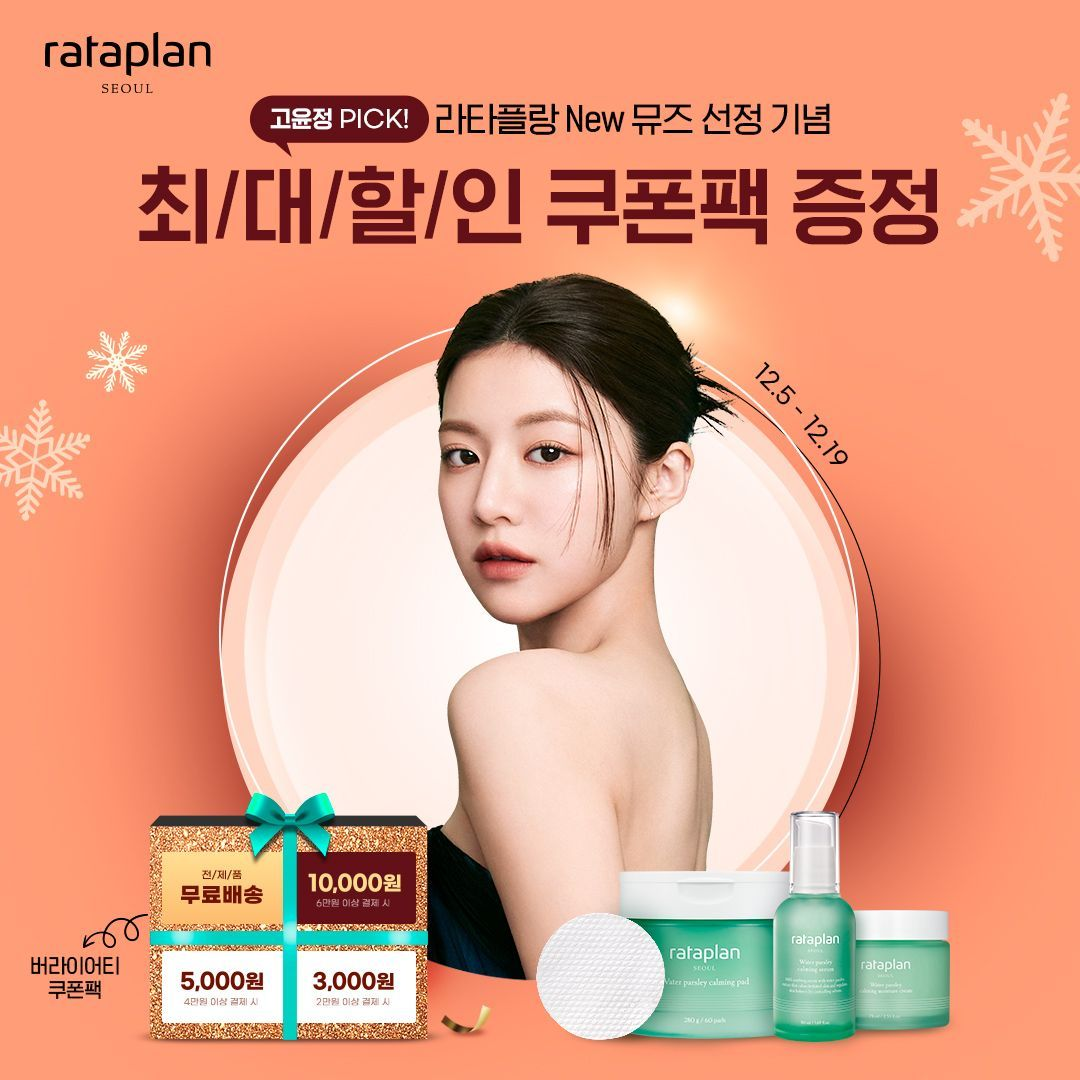 rataplan
SEOUL
고윤정 PICK! 라타플랑 New 뮤즈 선정 기념
최/대/할/인 쿠폰팩 증정
12.5 - 12.19
전/제/품
무료배송
10,000원
6만원 이상 결제 시
5,000원
4만원 이상 결제 시
3,000원
2만원 이상 결제 시
버라이어티
쿠폰팩
rataplan
SEOUL
Water parsley calming pad
280 g / 60 pads
rataplan
SEOUL
Water parsley
calming serum
rataplan
SEOUL
Water parsley
calming moisture cream